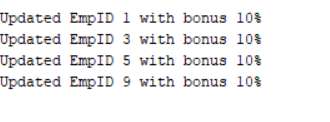 Updated EmpID 1 with bonus 10%
Updated EmpID 3 with bonus 10%
Updated EmpID 5 with bonus 10%
Updated EmpID 9 with bonus 10%